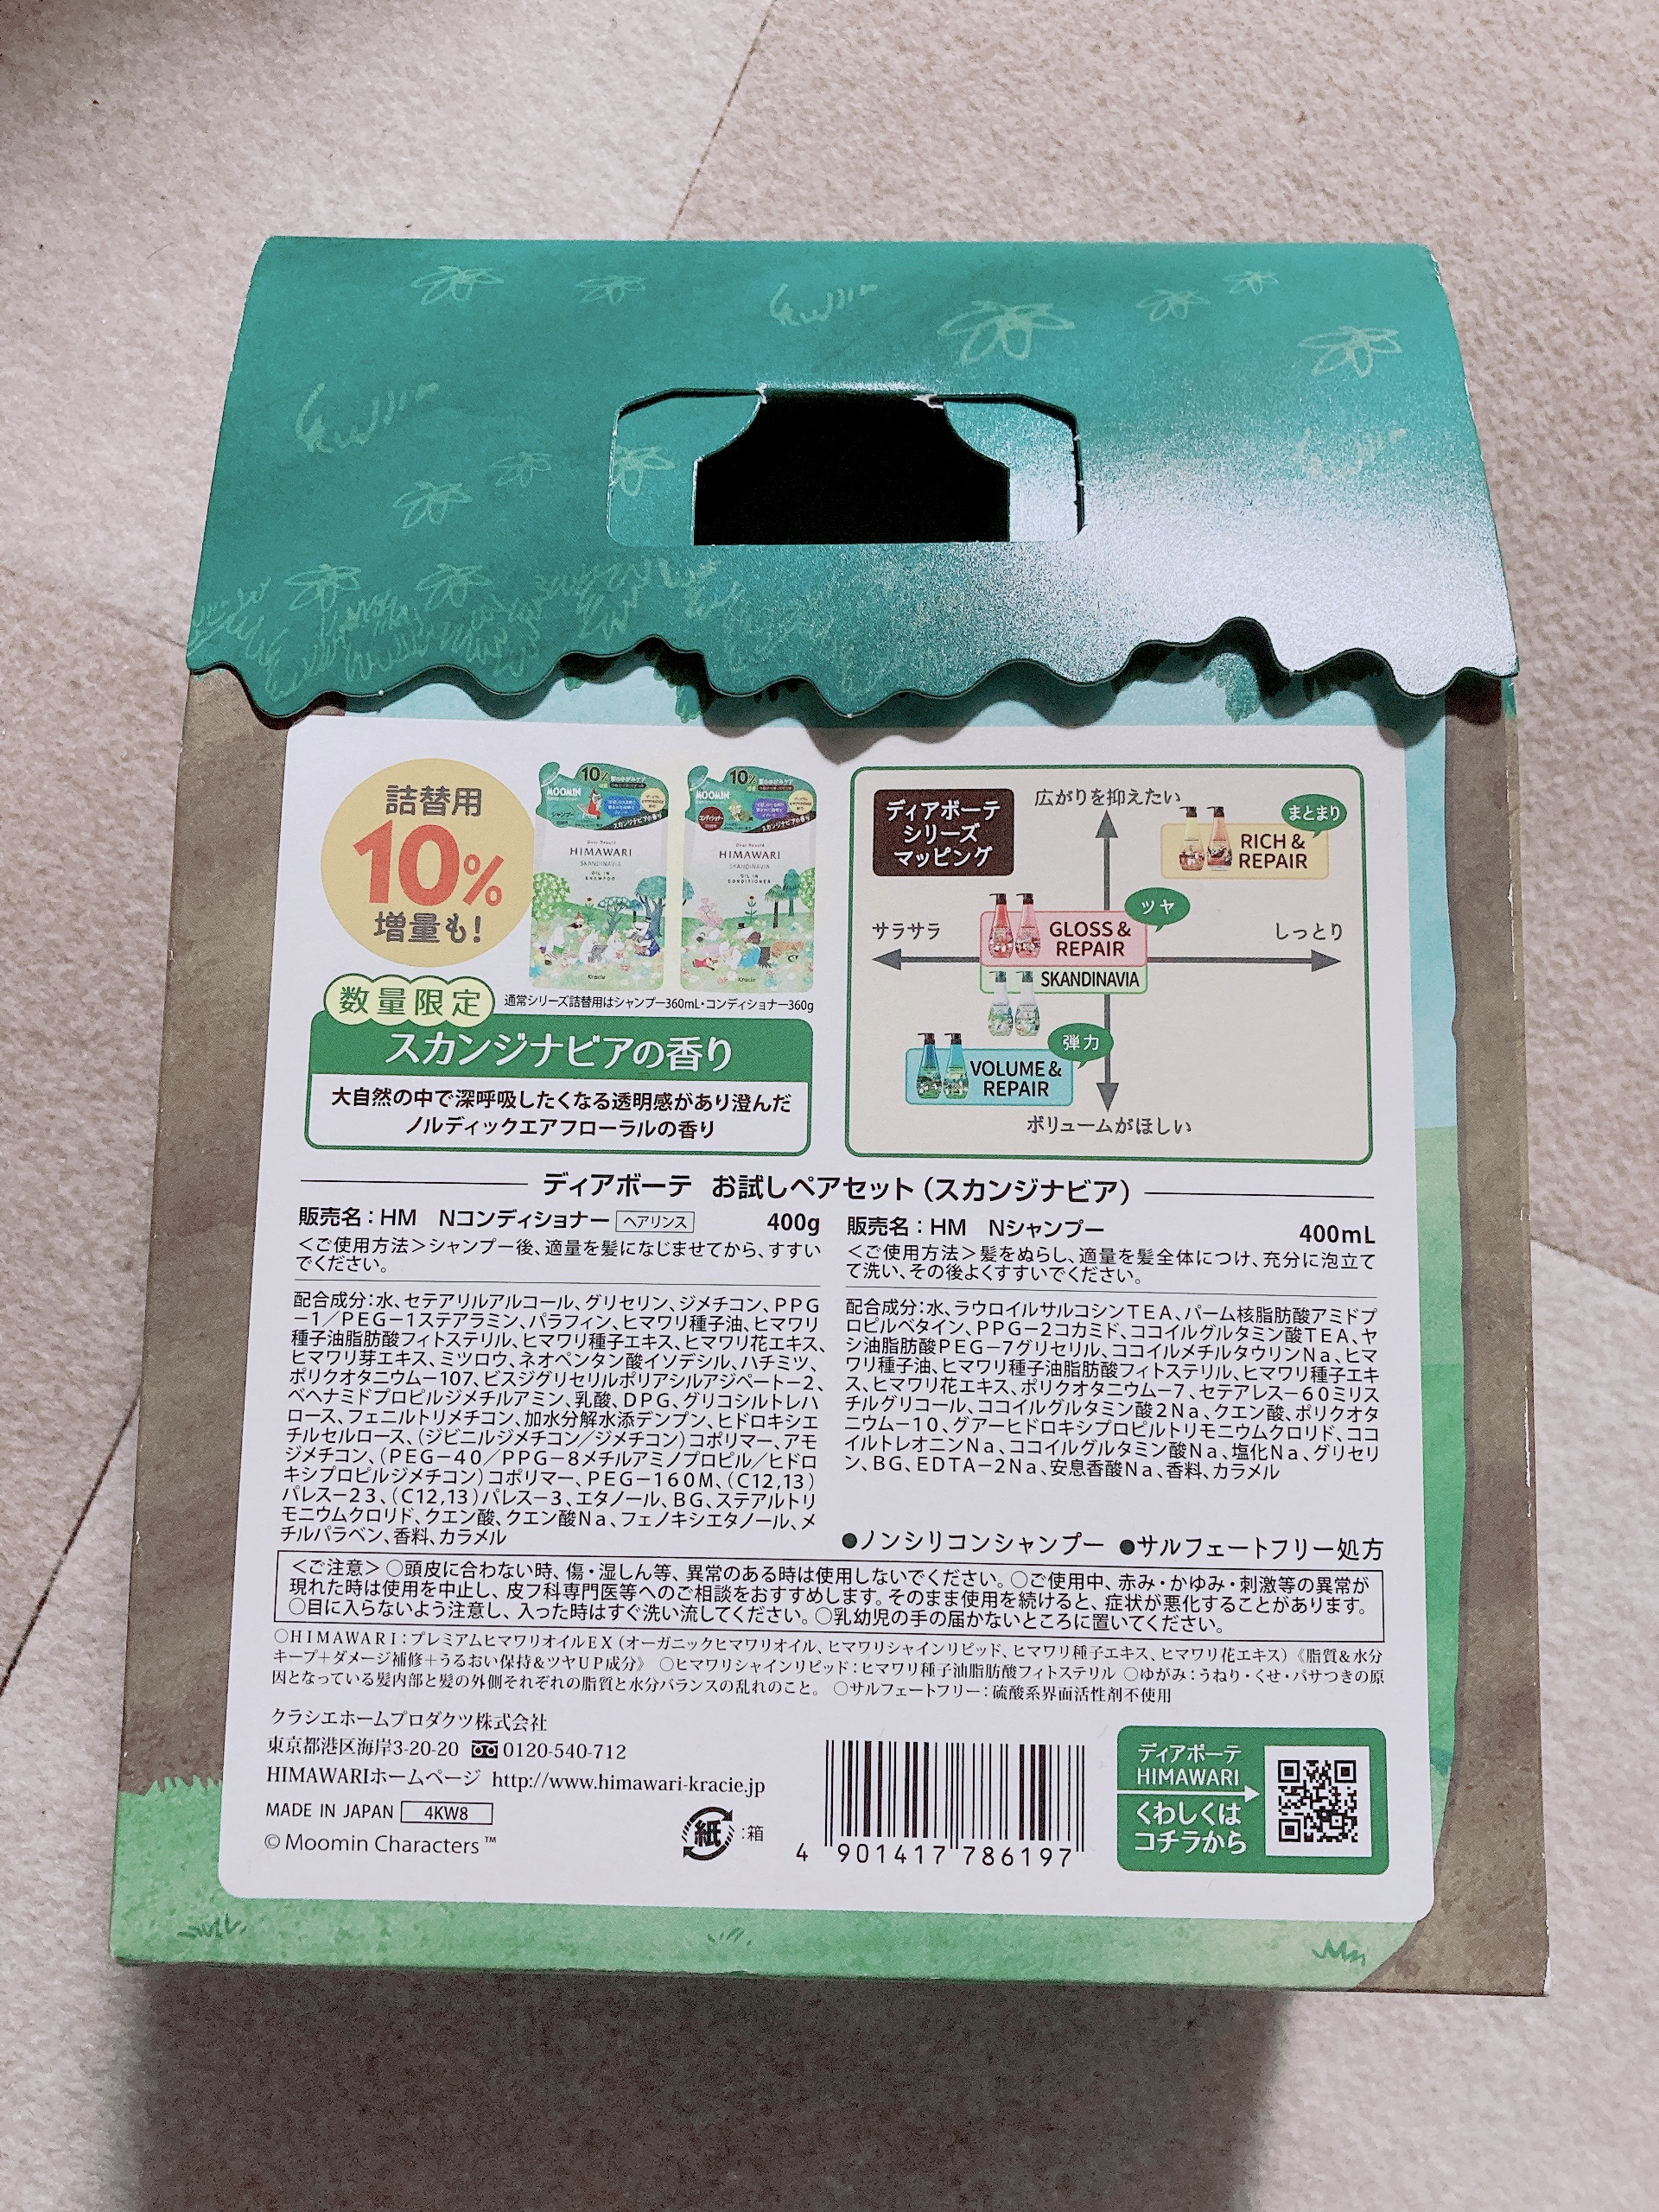 詰替用
10%
増量も!
10%
MOOMIN
シャンプー
スカンジナビアの香り
HIMAWARI
SKANDINAVIA
OIL IN
SHAMPOO
Kracie
10%
MOOMIN
コンディショナー
スカンジナビアの香り
HIMAWARI
SKANDINAVIA
OIL IN
CONDITIONER
Kracie
通常シリーズ詰替用はシャンプー360mL・コンディショナー360g
数量限定
スカンジナビアの香り
大自然の中で深呼吸したくなる透明感があり澄んだ
ノルディックエアフローラルの香り
ディアボーテ
シリーズ
マッピング
広がりを抑えたい
まとまり
RICH &
REPAIR
ツヤ
サラサラ
GLOSS &
REPAIR
しっとり
SKANDINAVIA
弾力
VOLUME &
REPAIR
ボリュームがほしい
ディアボーテ お試しペアセット（スカンジナビア）
販売名：HM Nコンディショナー ヘアリンス 400g
＜ご使用方法＞シャンプー後、適量を髪になじませてから、すすい
でください。
配合成分：水、セテアリルアルコール、グリセリン、ジメチコン、PPG
－1／PEG－1ステアラミン、パラフィン、ヒマワリ種子油、ヒマワリ
種子油脂肪酸フィトステリル、ヒマワリ種子エキス、ヒマワリ花エキス、
ヒマワリ芽エキス、ミツロウ、ネオペンタン酸イソデシル、ハチミツ、
ポリクオタニウム－107、ビスジグリセリルポリアシルアジペート－2、
ベヘナミドプロピルジメチルアミン、乳酸、DPG、グリコシルトレハ
ロース、フェニルトリメチコン、加水分解水添デンプン、ヒドロキシエ
チルセルロース、（ジビニルジメチコン／ジメチコン）コポリマー、アモ
ジメチコン、（PEG－40／PPG－8メチルアミノプロピル／ヒドロ
キシプロピルジメチコン）コポリマー、PEG－160M、（C12,13）
パレス－23、（C12,13）パレス－3、エタノール、BG、ステアルトリ
モニウムクロリド、クエン酸、クエン酸Na、フェノキシエタノール、メ
チルパラベン、香料、カラメル
販売名：HM Nシャンプー 400mL
＜ご使用方法＞髪をぬらし、適量を髪全体につけ、充分に泡立て
て洗い、その後よくすすいでください。
配合成分：水、ラウロイルサルコシンTEA、パーム核脂肪酸アミドプ
ロピルベタイン、PPG－2コカミド、ココイルグルタミン酸TEA、ヤ
シ油脂肪酸PEG－7グリセリル、ココイルメチルタウリンNa、ヒマ
ワリ種子油、ヒマワリ種子油脂肪酸フィトステリル、ヒマワリ種子エキ
ス、ヒマワリ花エキス、ポリクオタニウム－7、セテアレス－60ミリス
チルグリコール、ココイルグルタミン酸2Na、クエン酸、ポリクオタ
ニウム－10、グアーヒドロキシプロピルトリモニウムクロリド、ココ
イルトレオニンNa、ココイルグルタミン酸Na、塩化Na、グリセリ
ン、BG、EDTA－2Na、安息香酸Na、香料、カラメル
●ノンシリコンシャンプー ●サルフェートフリー処方
＜ご注意＞○頭皮に合わない時、傷・湿しん等、異常のある時は使用しないでください。○ご使用中、赤み・かゆみ・刺激等の異常が
現れた時は使用を中止し、皮フ科専門医等へのご相談をおすすめします。そのまま使用を続けると、症状が悪化することがあります。
○目に入らないよう注意し、入った時はすぐ洗い流してください。○乳幼児の手の届かないところに置いてください。
○HIMAWARI：プレミアムヒマワリオイルEX（オーガニックヒマワリオイル、ヒマワリシャインリピッド、ヒマワリ種子エキス、ヒマワリ花エキス）《脂質＆水分
キープ＋ダメージ補修＋うるおい保持＆ツヤUP成分》 ○ヒマワリシャインリピッド：ヒマワリ種子油脂肪酸フィトステリル ○ゆがみ：うねり・くせ・パサつきの原
因となっている髪内部と髪の外側それぞれの脂質と水分バランスの乱れのこと。 ○サルフェートフリー：硫酸系界面活性剤不使用
クラシエホームプロダクツ株式会社
東京都港区海岸3-20-20 0120-540-712
HIMAWARIホームページ http://www.himawari-kracie.jp
MADE IN JAPAN 4KW8
© Moomin Characters ™
紙：箱
4 901417 786197
ディアボーテ
HIMAWARI
くわしくは
コチラから